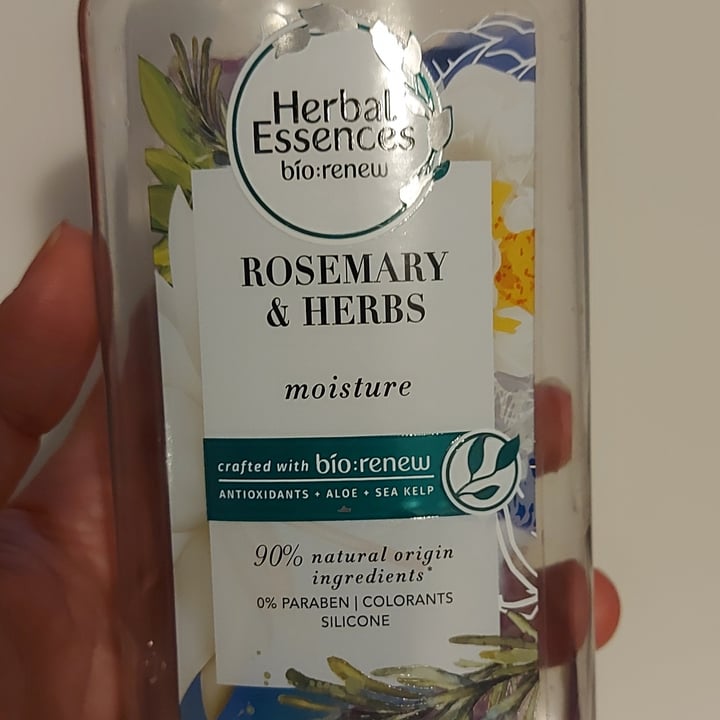 Herbal
Essences
bío:renew
ROSEMARY
& HERBS
moisture
crafted with bío:renew
ANTIOXIDANTS + ALOE + SEA KELP
90% natural origin
ingredients*
0% PARABEN | COLORANTS
SILICONE